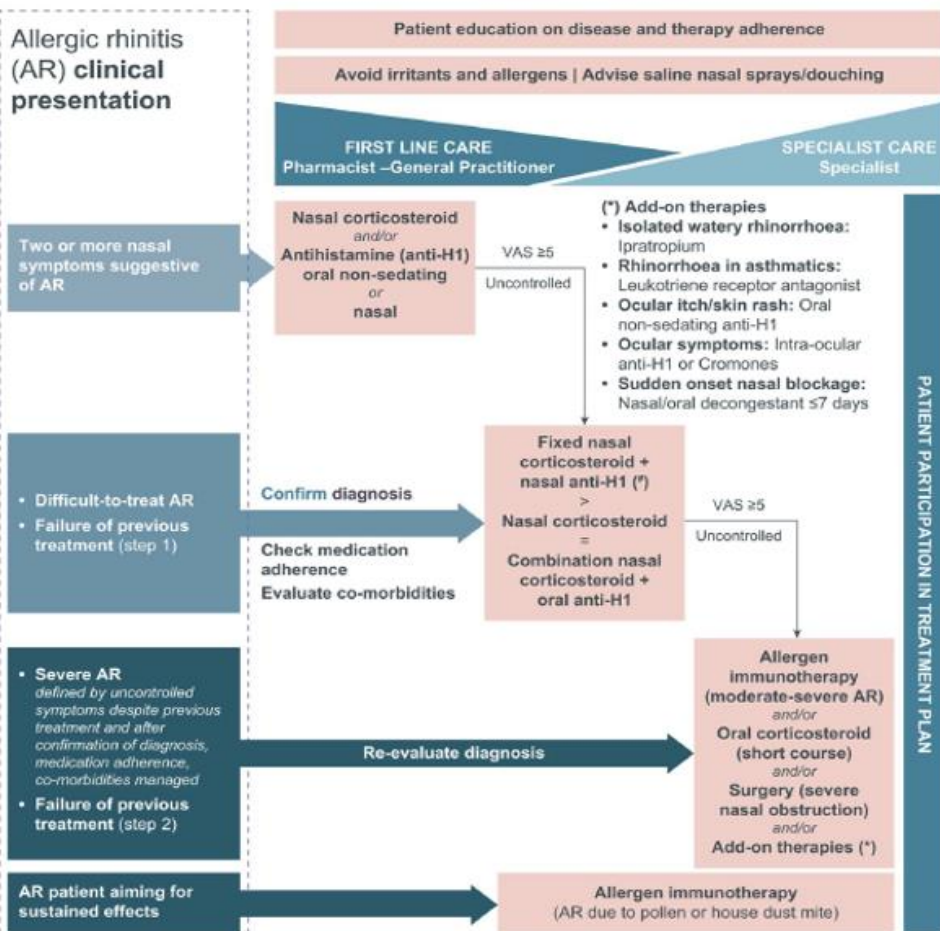 Allergic rhinitis
(AR) clinical
presentation
Patient education on disease and therapy adherence
Avoid irritants and allergens | Advise saline nasal sprays/douching
FIRST LINE CARE
Pharmacist –General Practitioner
SPECIALIST CARE
Specialist
Two or more nasal
symptoms suggestive
of AR
Nasal corticosteroid
and/or
Antihistamine (anti-H1)
oral non-sedating
or
nasal
VAS ≥5
Uncontrolled
(*) Add-on therapies
• Isolated watery rhinorrhoea:
Ipratropium
• Rhinorrhoea in asthmatics:
Leukotriene receptor antagonist
• Ocular itch/skin rash: Oral
non-sedating anti-H1
• Ocular symptoms: Intra-ocular
anti-H1 or Cromones
• Sudden onset nasal blockage:
Nasal/oral decongestant ≤7 days
• Difficult-to-treat AR
• Failure of previous
treatment (step 1)
Confirm diagnosis
Check medication
adherence
Evaluate co-morbidities
Fixed nasal
corticosteroid +
nasal anti-H1 (#)
>
Nasal corticosteroid
=
Combination nasal
corticosteroid +
oral anti-H1
VAS ≥5
Uncontrolled
• Severe AR
defined by uncontrolled
symptoms despite previous
treatment and after
confirmation of diagnosis,
medication adherence,
co-morbidities managed
• Failure of previous
treatment (step 2)
Re-evaluate diagnosis
Allergen
immunotherapy
(moderate-severe AR)
and/or
Oral corticosteroid
(short course)
and/or
Surgery (severe
nasal obstruction)
and/or
Add-on therapies (*)
AR patient aiming for
sustained effects
Allergen immunotherapy
(AR due to pollen or house dust mite)
PATIENT PARTICIPATION IN TREATMENT PLAN